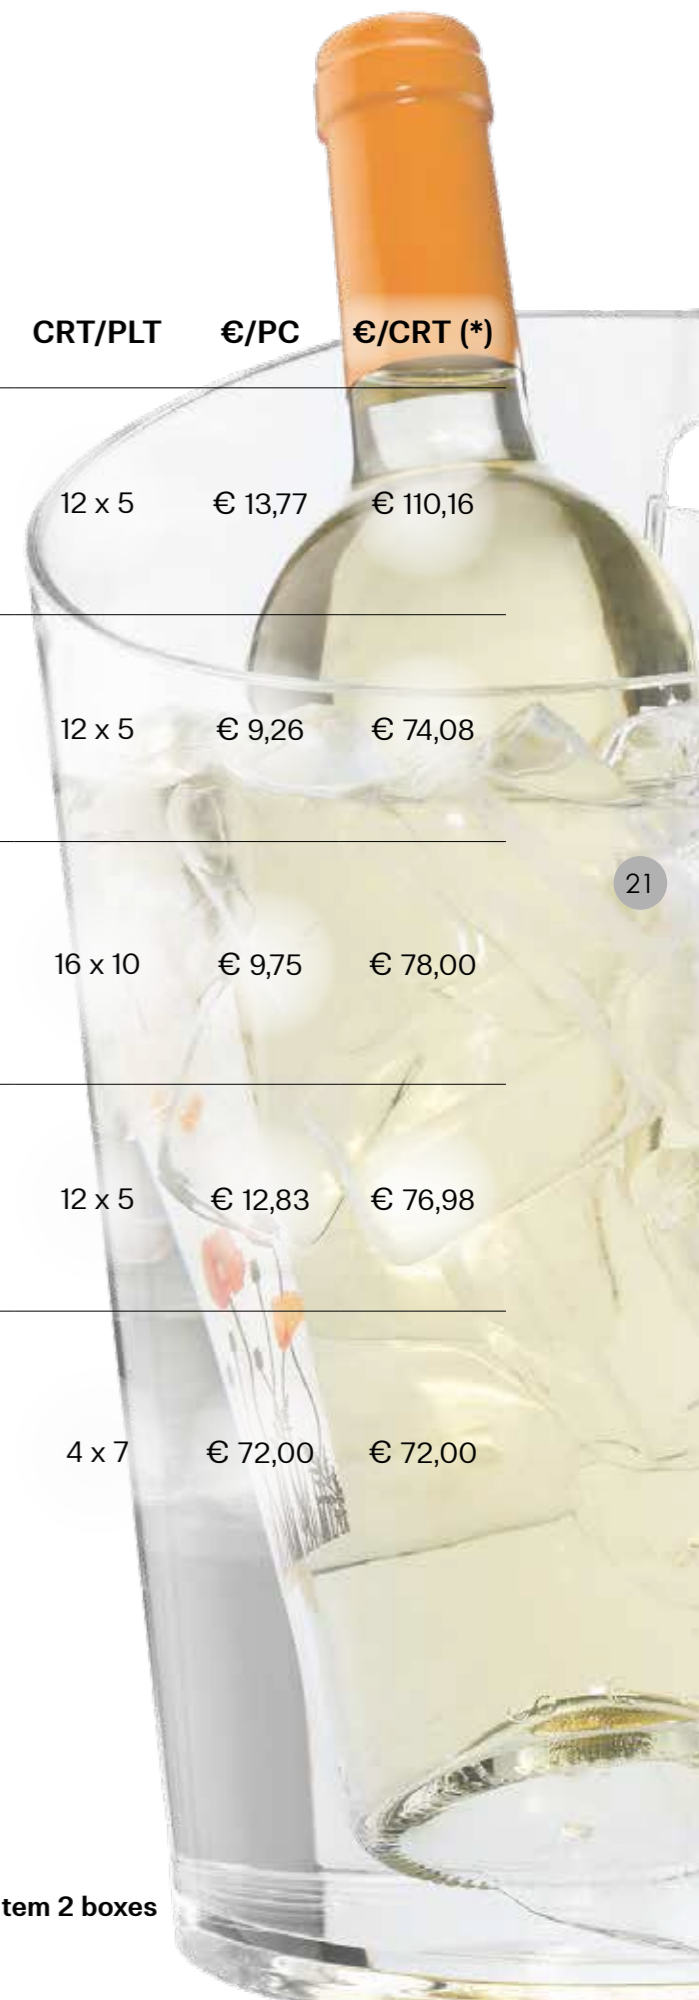 CRT/PLT €/PC €/CRT (*)
12 x 5 € 13,77 € 110,16
12 x 5 € 9,26 € 74,08
21
16 x 10 € 9,75 € 78,00
12 x 5 € 12,83 € 76,98
4 x 7 € 72,00 € 72,00
tem 2 boxes